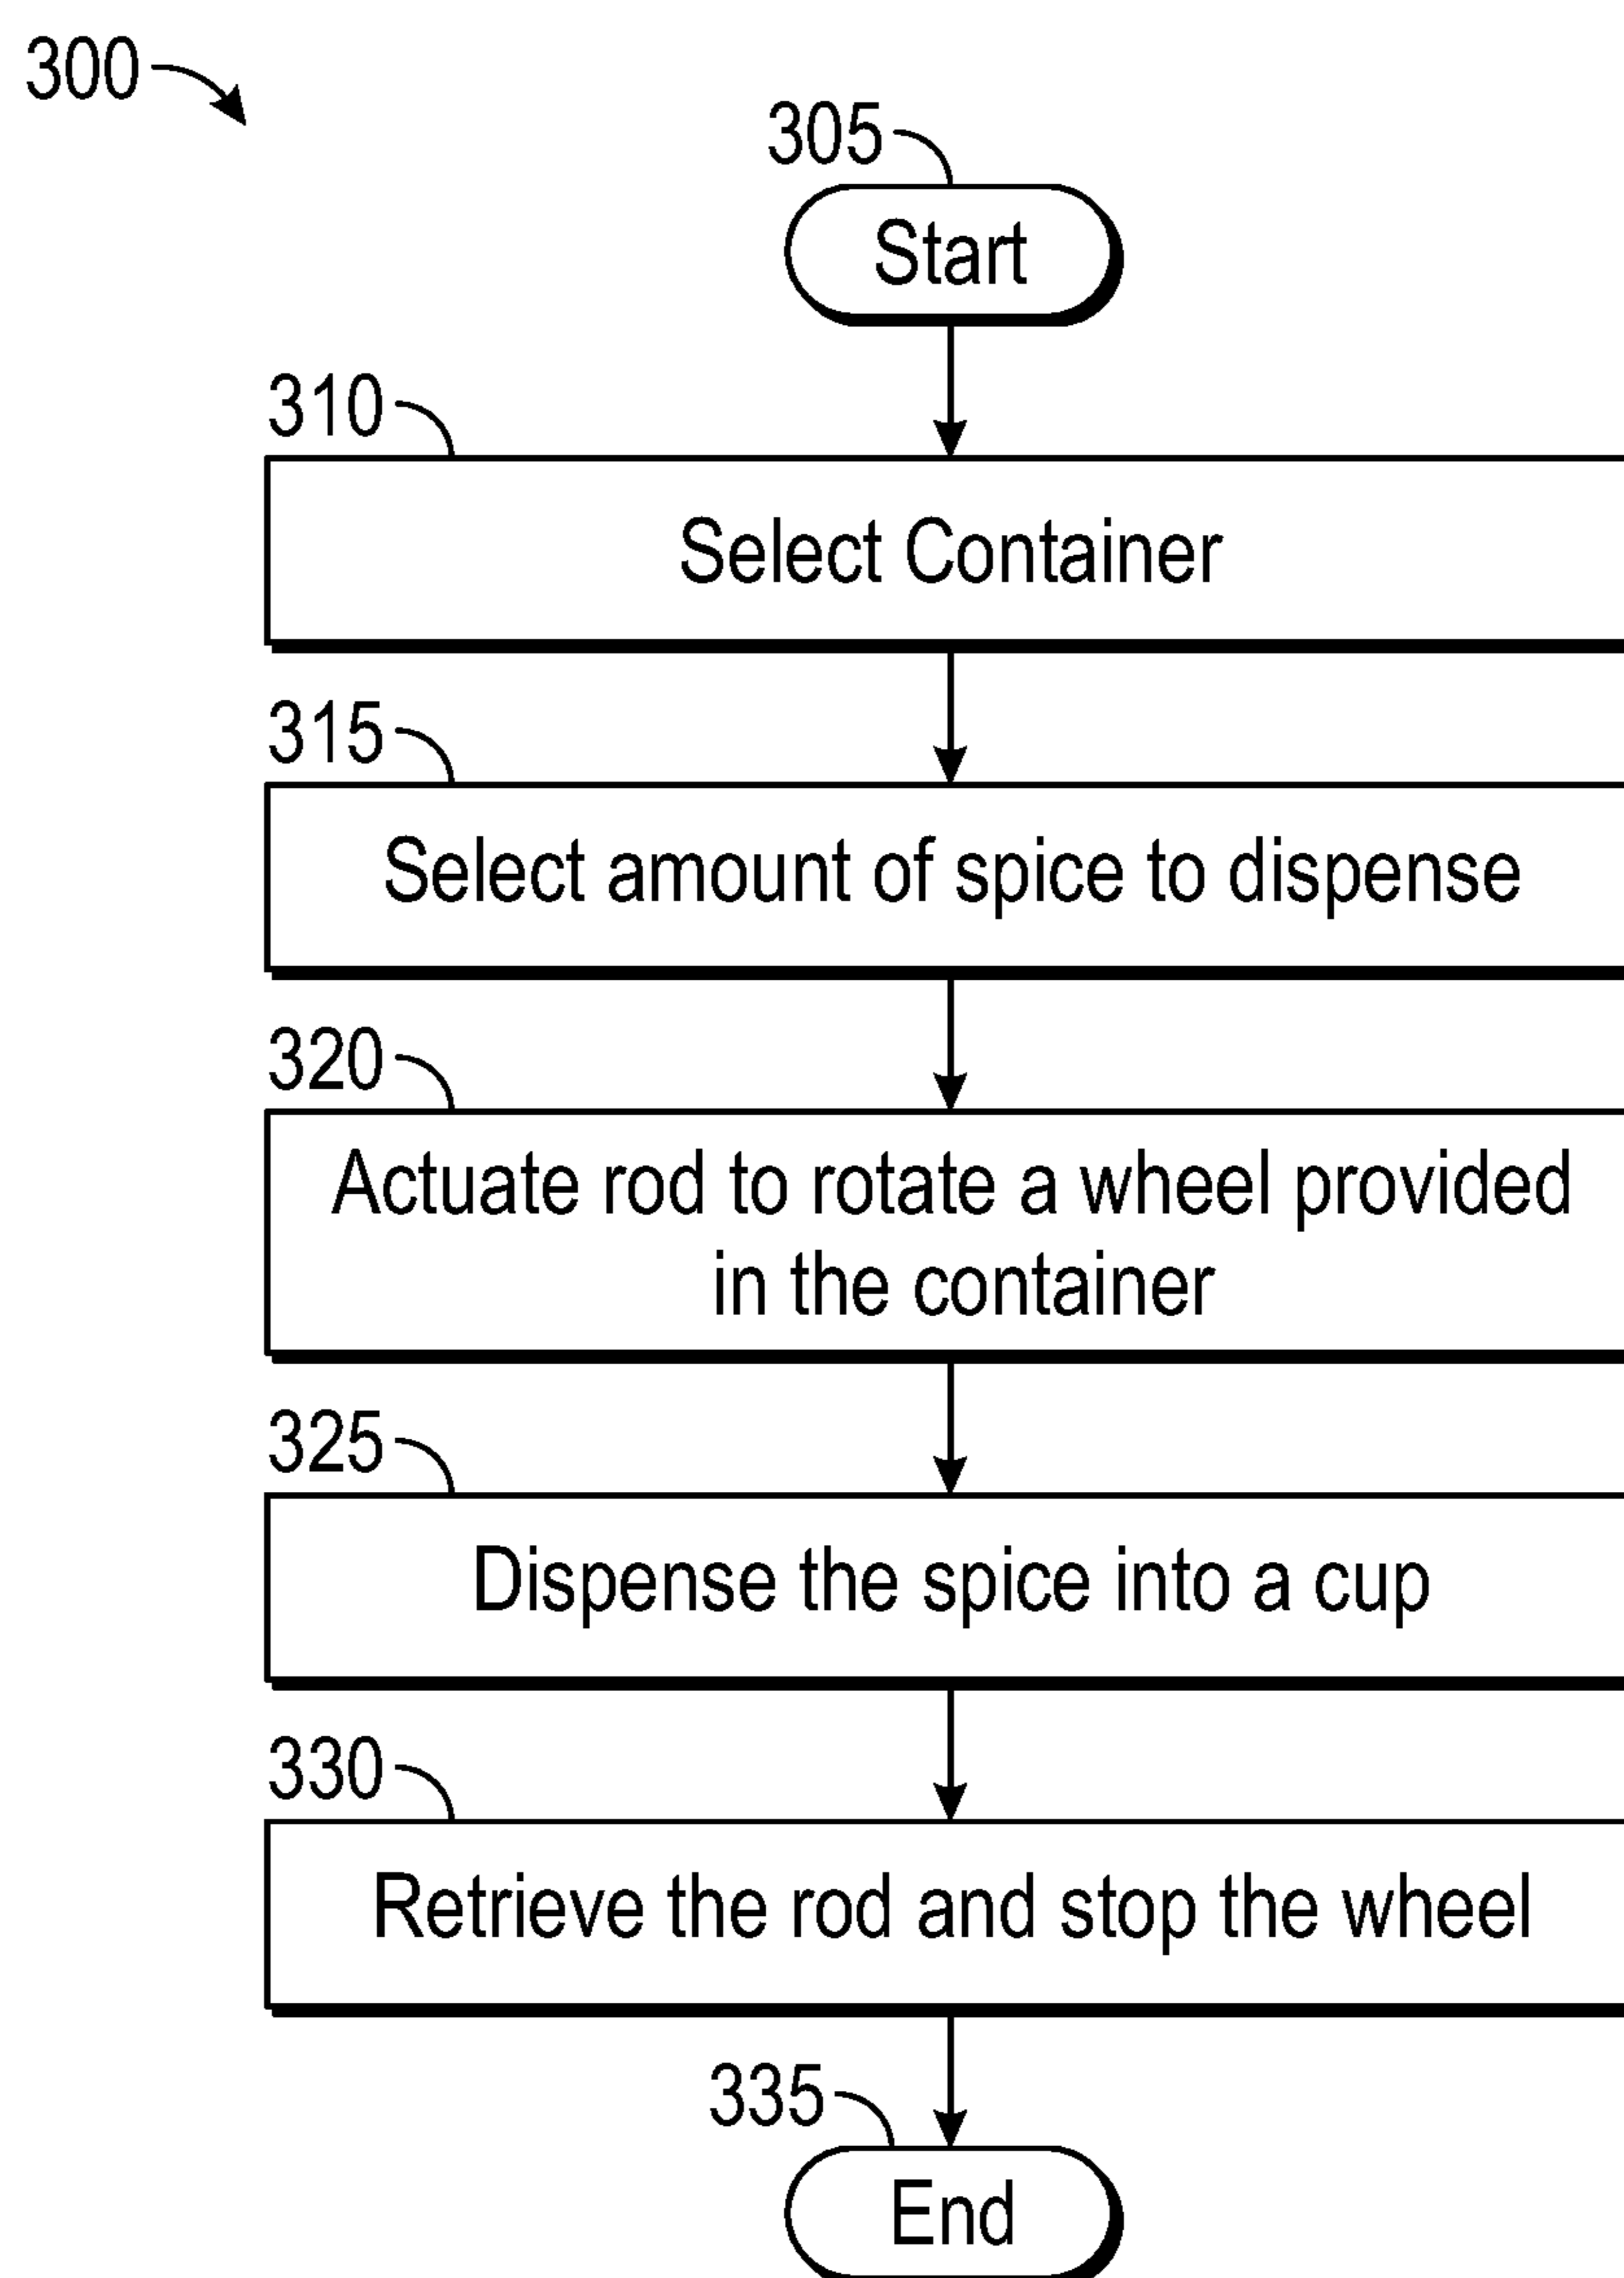 300
305
Start
310
Select Container
315
Select amount of spice to dispense
320
Actuate rod to rotate a wheel provided
in the container
325
Dispense the spice into a cup
330
Retrieve the rod and stop the wheel
335
End